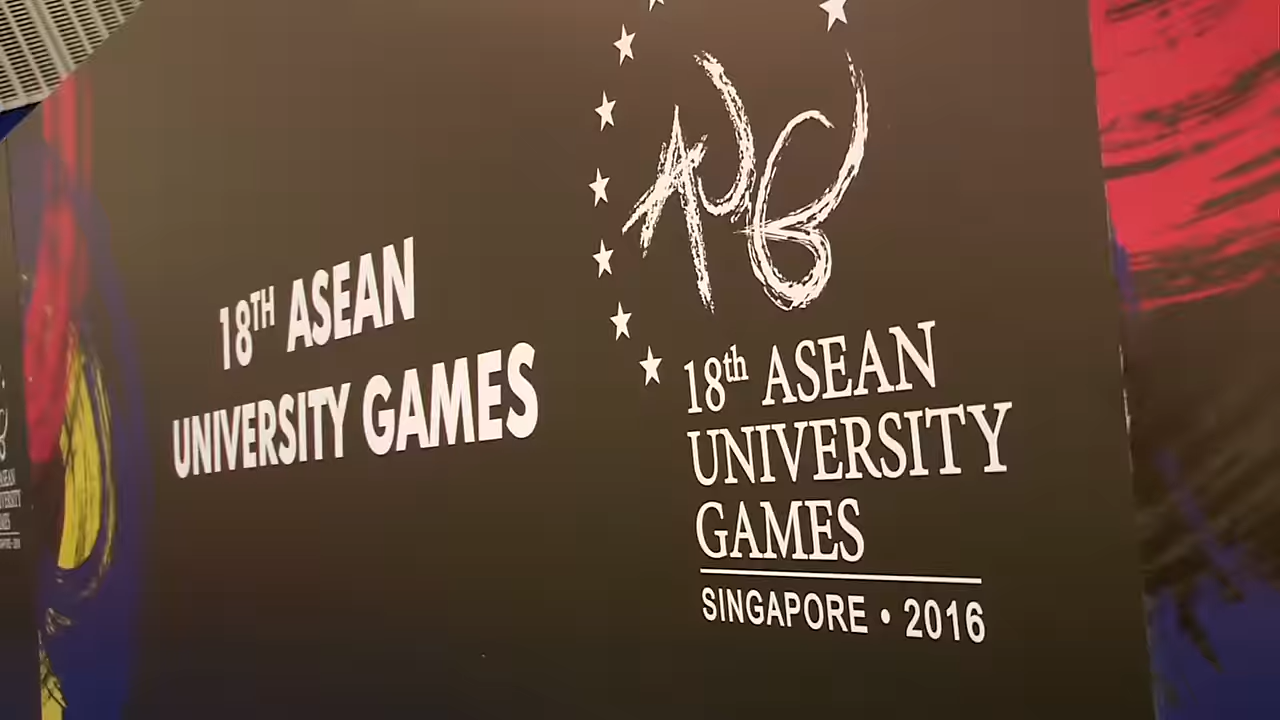 18TH ASEAN
UNIVERSITY GAMES
AUG
18th ASEAN
UNIVERSITY
GAMES
SINGAPORE • 2016